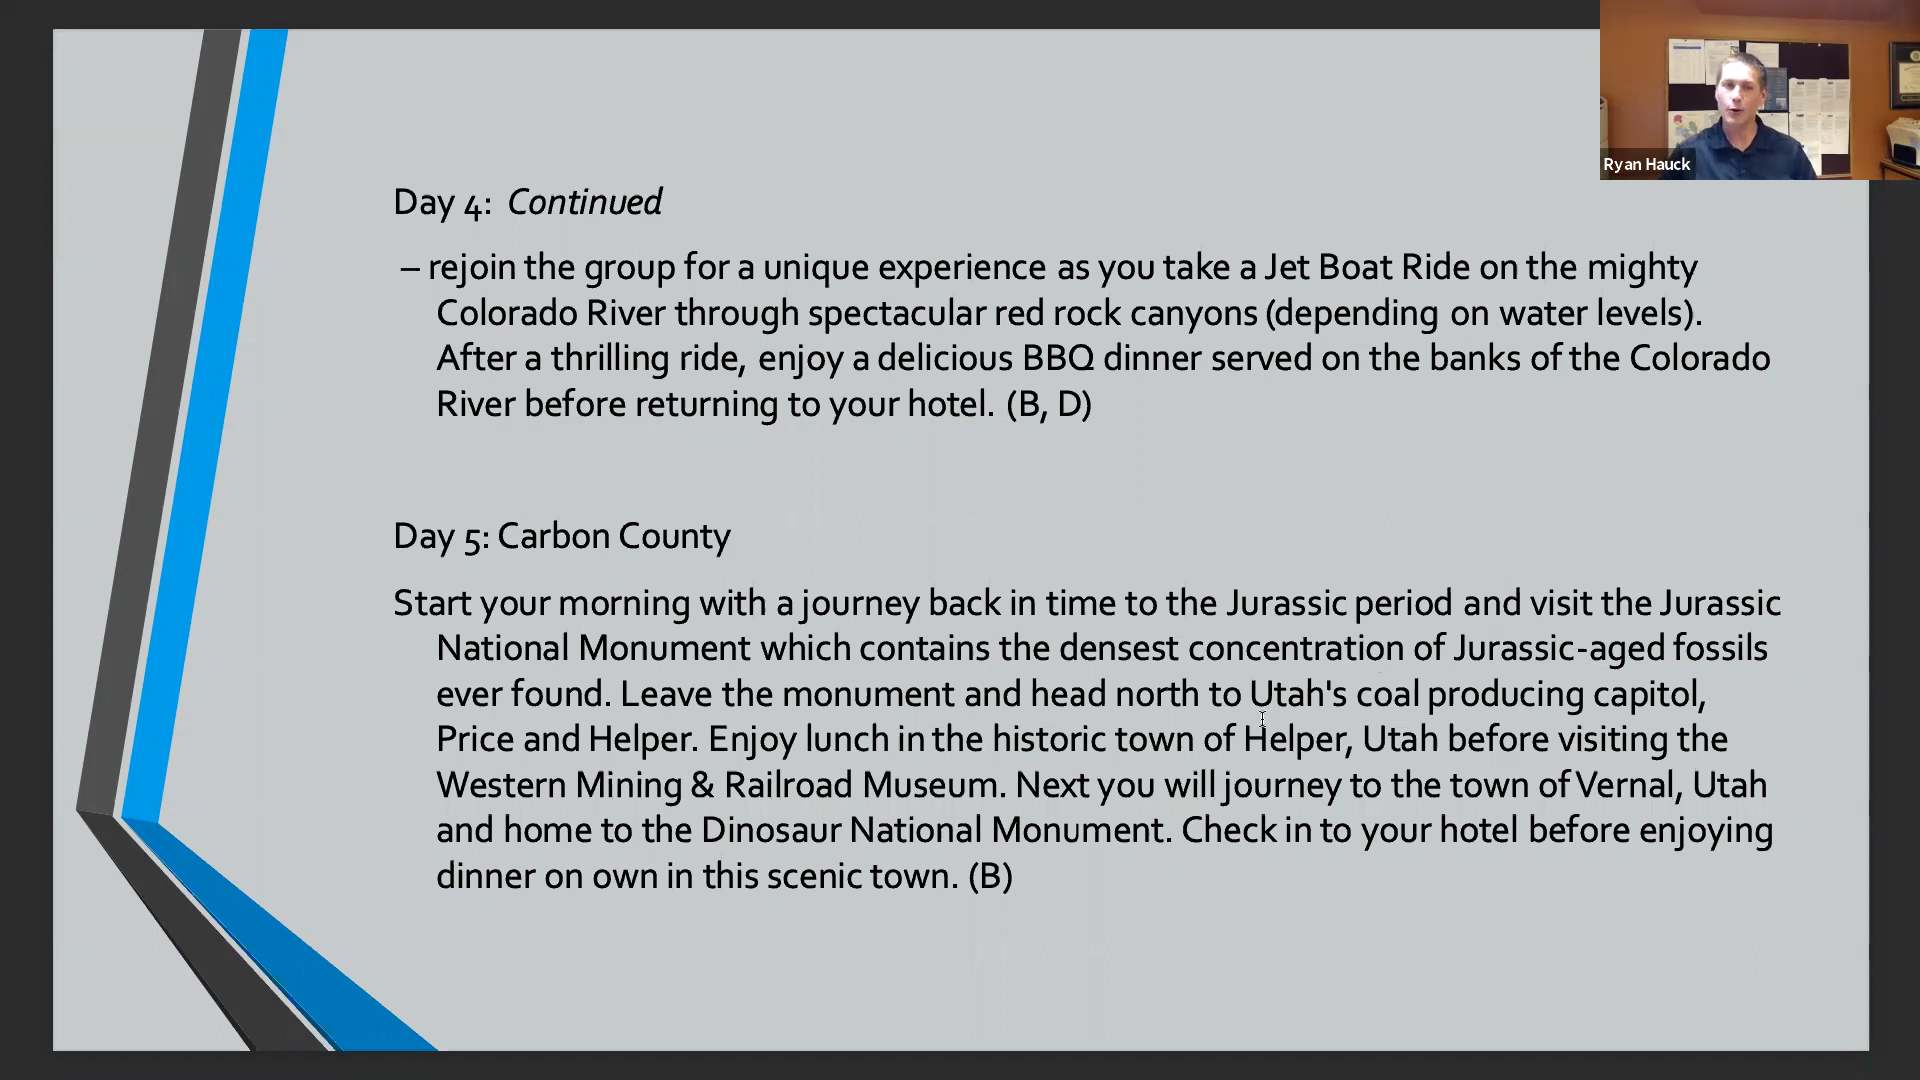 Ryan Hauck
Day 4: Continued
– rejoin the group for a unique experience as you take a Jet Boat Ride on the mighty
Colorado River through spectacular red rock canyons (depending on water levels).
After a thrilling ride, enjoy a delicious BBQ dinner served on the banks of the Colorado
River before returning to your hotel. (B, D)
Day 5: Carbon County
Start your morning with a journey back in time to the Jurassic period and visit the Jurassic
National Monument which contains the densest concentration of Jurassic-aged fossils
ever found. Leave the monument and head north to Utah's coal producing capitol,
Price and Helper. Enjoy lunch in the historic town of Helper, Utah before visiting the
Western Mining & Railroad Museum. Next you will journey to the town of Vernal, Utah
and home to the Dinosaur National Monument. Check in to your hotel before enjoying
dinner on own in this scenic town. (B)